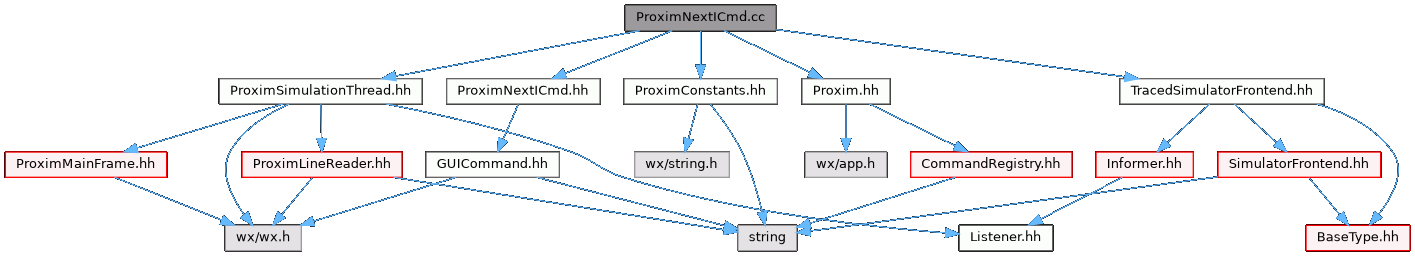 ProximNextICmd.cc
ProximSimulationThread.hh
ProximNextICmd.hh
ProximConstants.hh
Proxim.hh
TracedSimulatorFrontend.hh
ProximMainFrame.hh
ProximLineReader.hh
GUICommand.hh
wx/string.h
wx/app.h
CommandRegistry.hh
Informer.hh
SimulatorFrontend.hh
wx/wx.h
string
Listener.hh
BaseType.hh